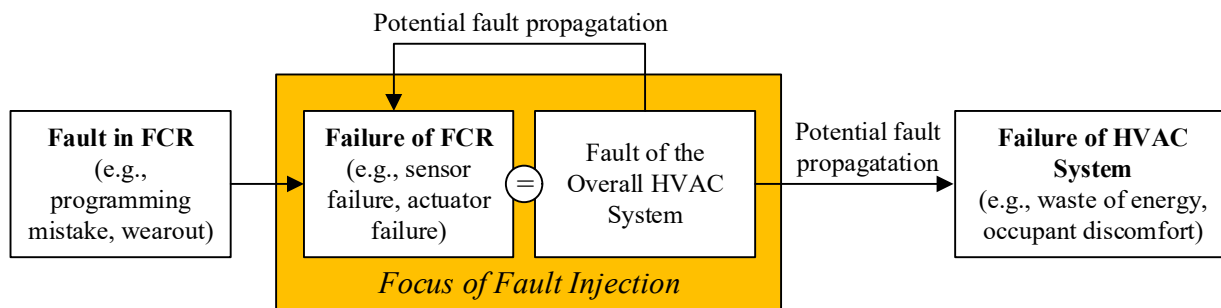 Potential fault propagatation
Fault in FCR
(e.g.,
programming
mistake, wearout)
Failure of FCR
(e.g., sensor
failure, actuator
failure)
=
Fault of the
Overall HVAC
System
Potential fault
propagatation
Failure of HVAC
System
(e.g., waste of energy,
occupant discomfort)
Focus of Fault Injection